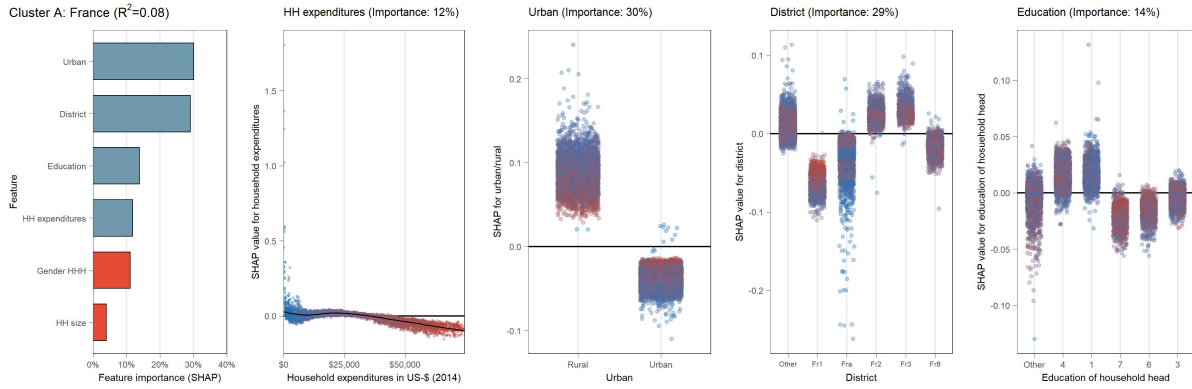 Cluster A: France (R²=0.08)
Feature
Urban
District
Education
HH expenditures
Gender HHH
HH size
0% 10% 20% 30% 40%
Feature importance (SHAP)
HH expenditures (Importance: 12%)
SHAP value for household expenditures
1.5
1.0
0.5
0.0
$0 $25,000 $50,000
Household expenditures in US-$ (2014)
Urban (Importance: 30%)
SHAP for urban/rural
0.2
0.1
0.0
-0.1
Rural Urban
Urban
District (Importance: 29%)
SHAP value for district
0.1
0.0
-0.1
-0.2
Other Fr1 Fra Fr2 Fr3 Fr8
District
Education (Importance: 14%)
SHAP value for education of hosuehold head
0.10
0.05
0.00
-0.05
-0.10
Other 4 1 7 6 3
Education of household head